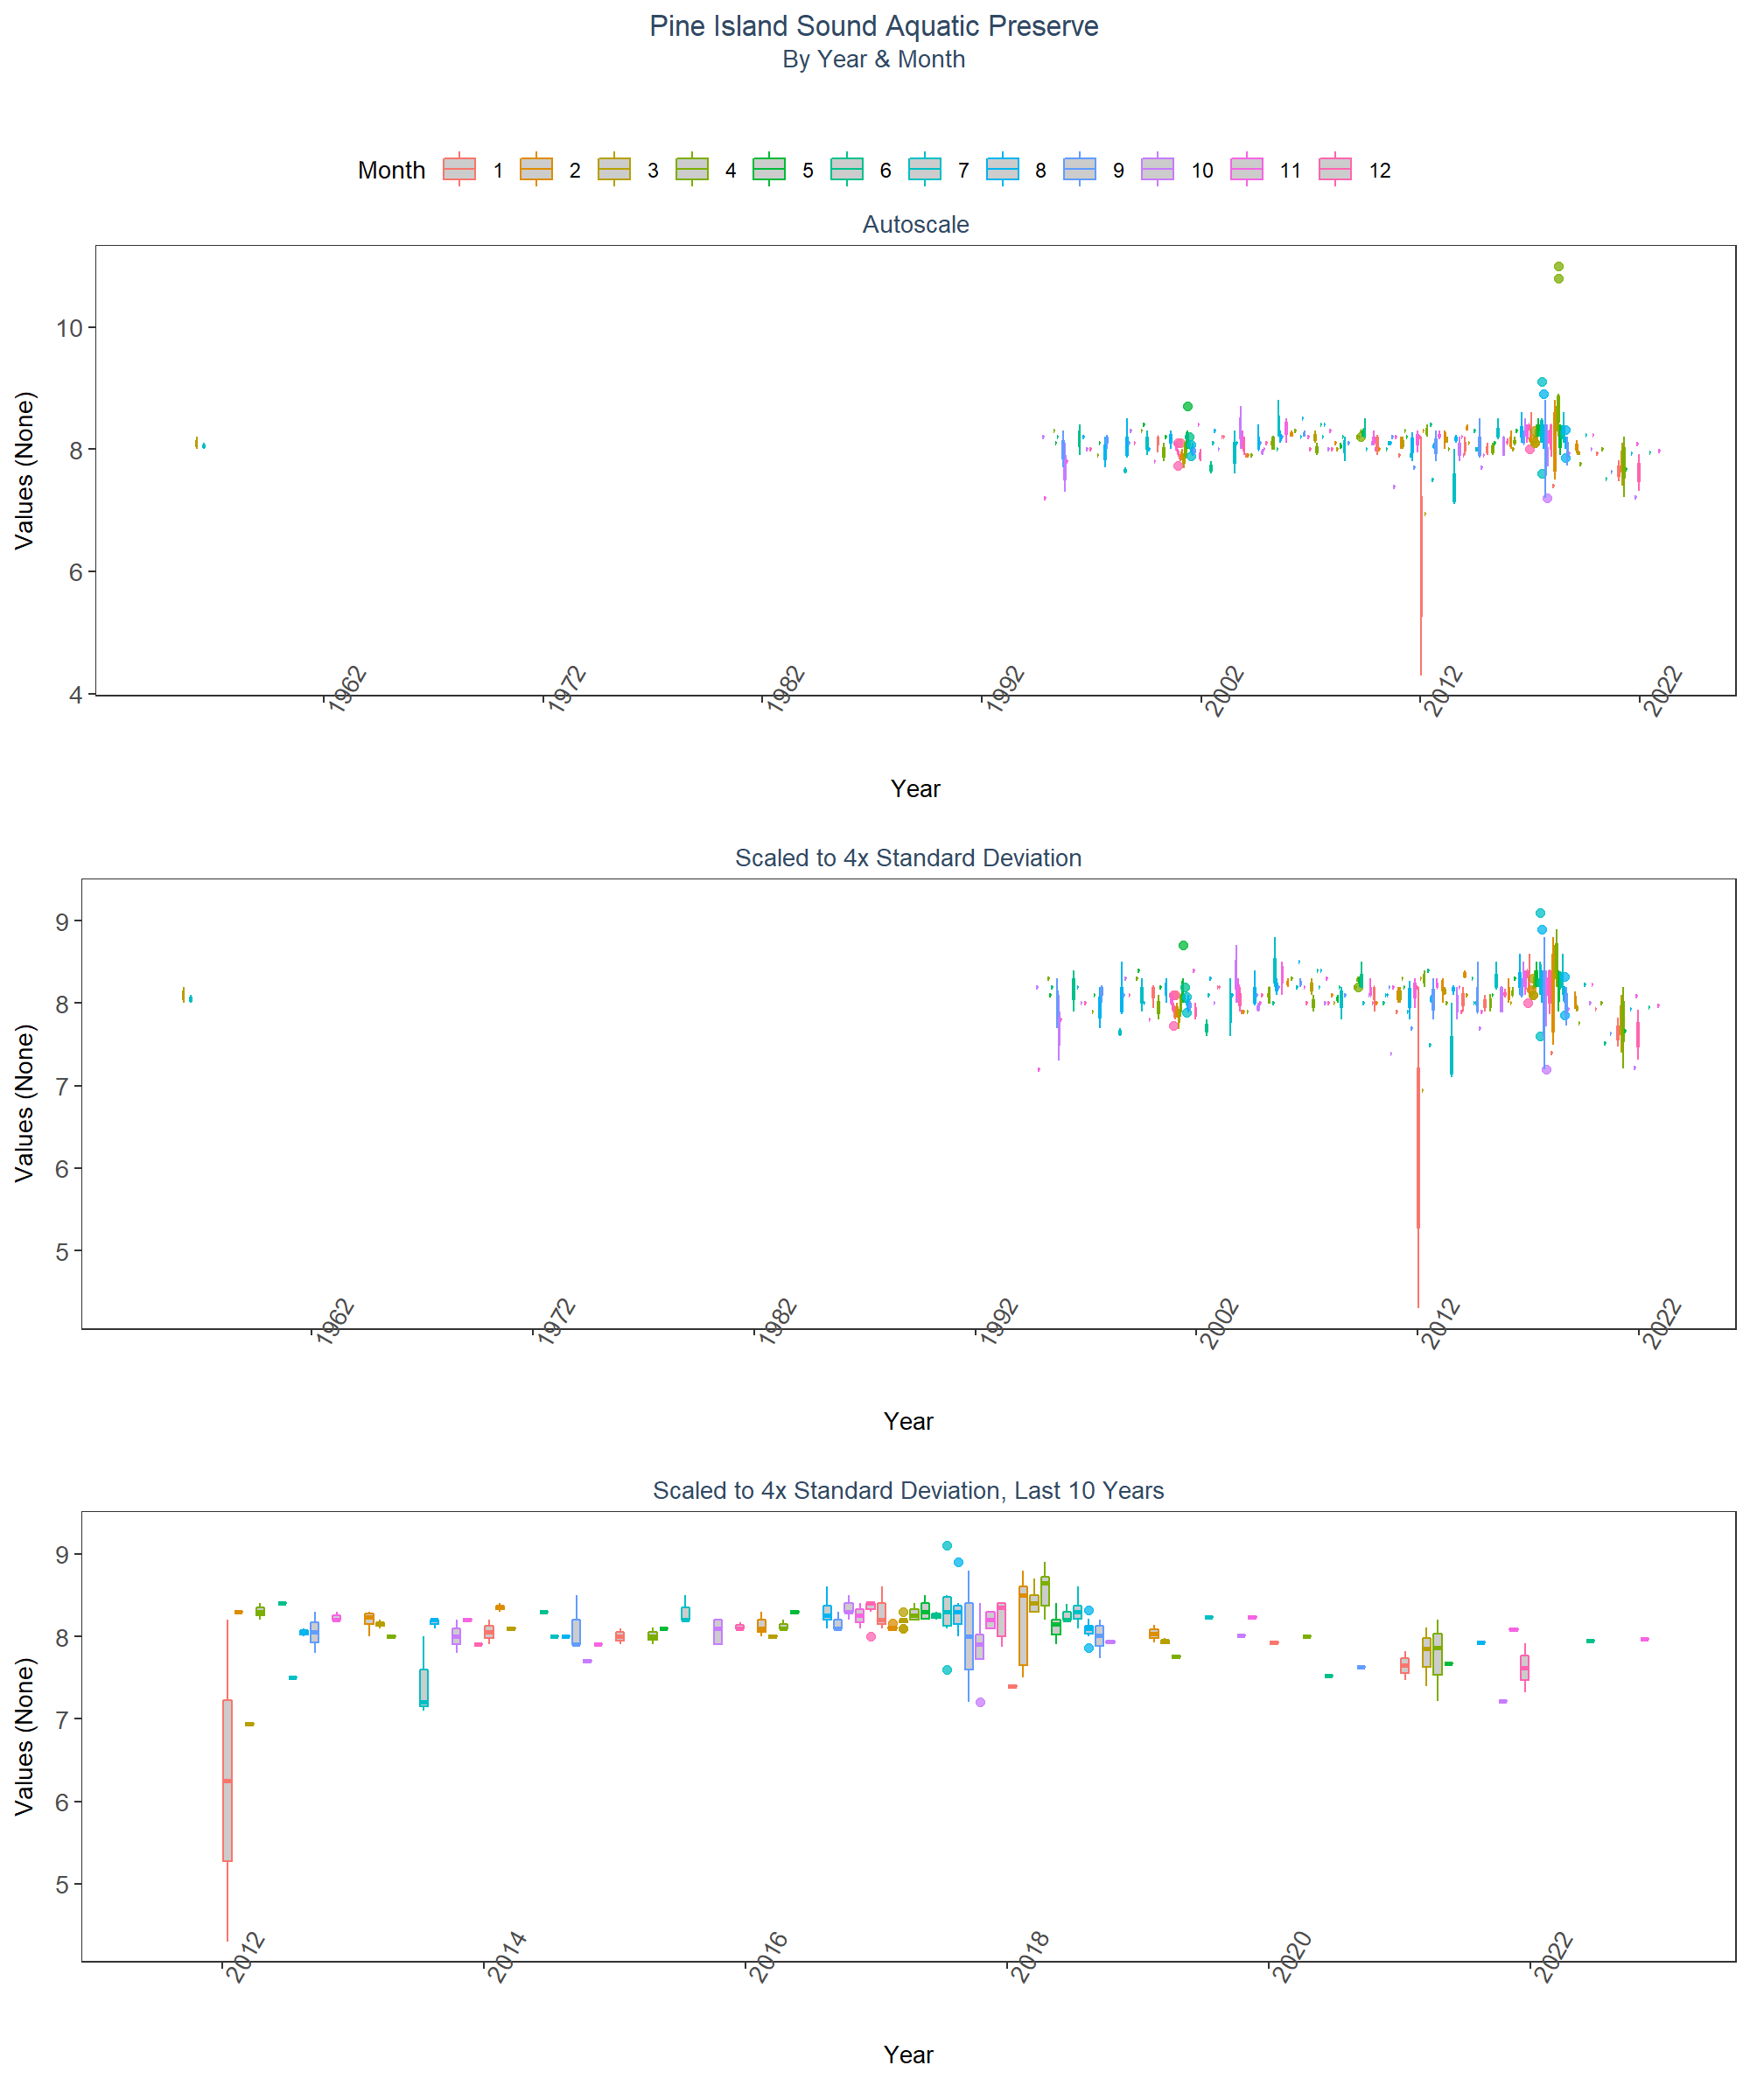 Pine Island Sound Aquatic Preserve
By Year & Month
Month 1 2 3 4 5 6 7 8 9 10 11 12
Autoscale
Values (None)
10
8
6
4
1962 1972 1982 1992 2002 2012 2022
Year
Scaled to 4x Standard Deviation
Values (None)
9
8
7
6
5
1962 1972 1982 1992 2002 2012 2022
Year
Scaled to 4x Standard Deviation, Last 10 Years
Values (None)
9
8
7
6
5
2012 2014 2016 2018 2020 2022
Year